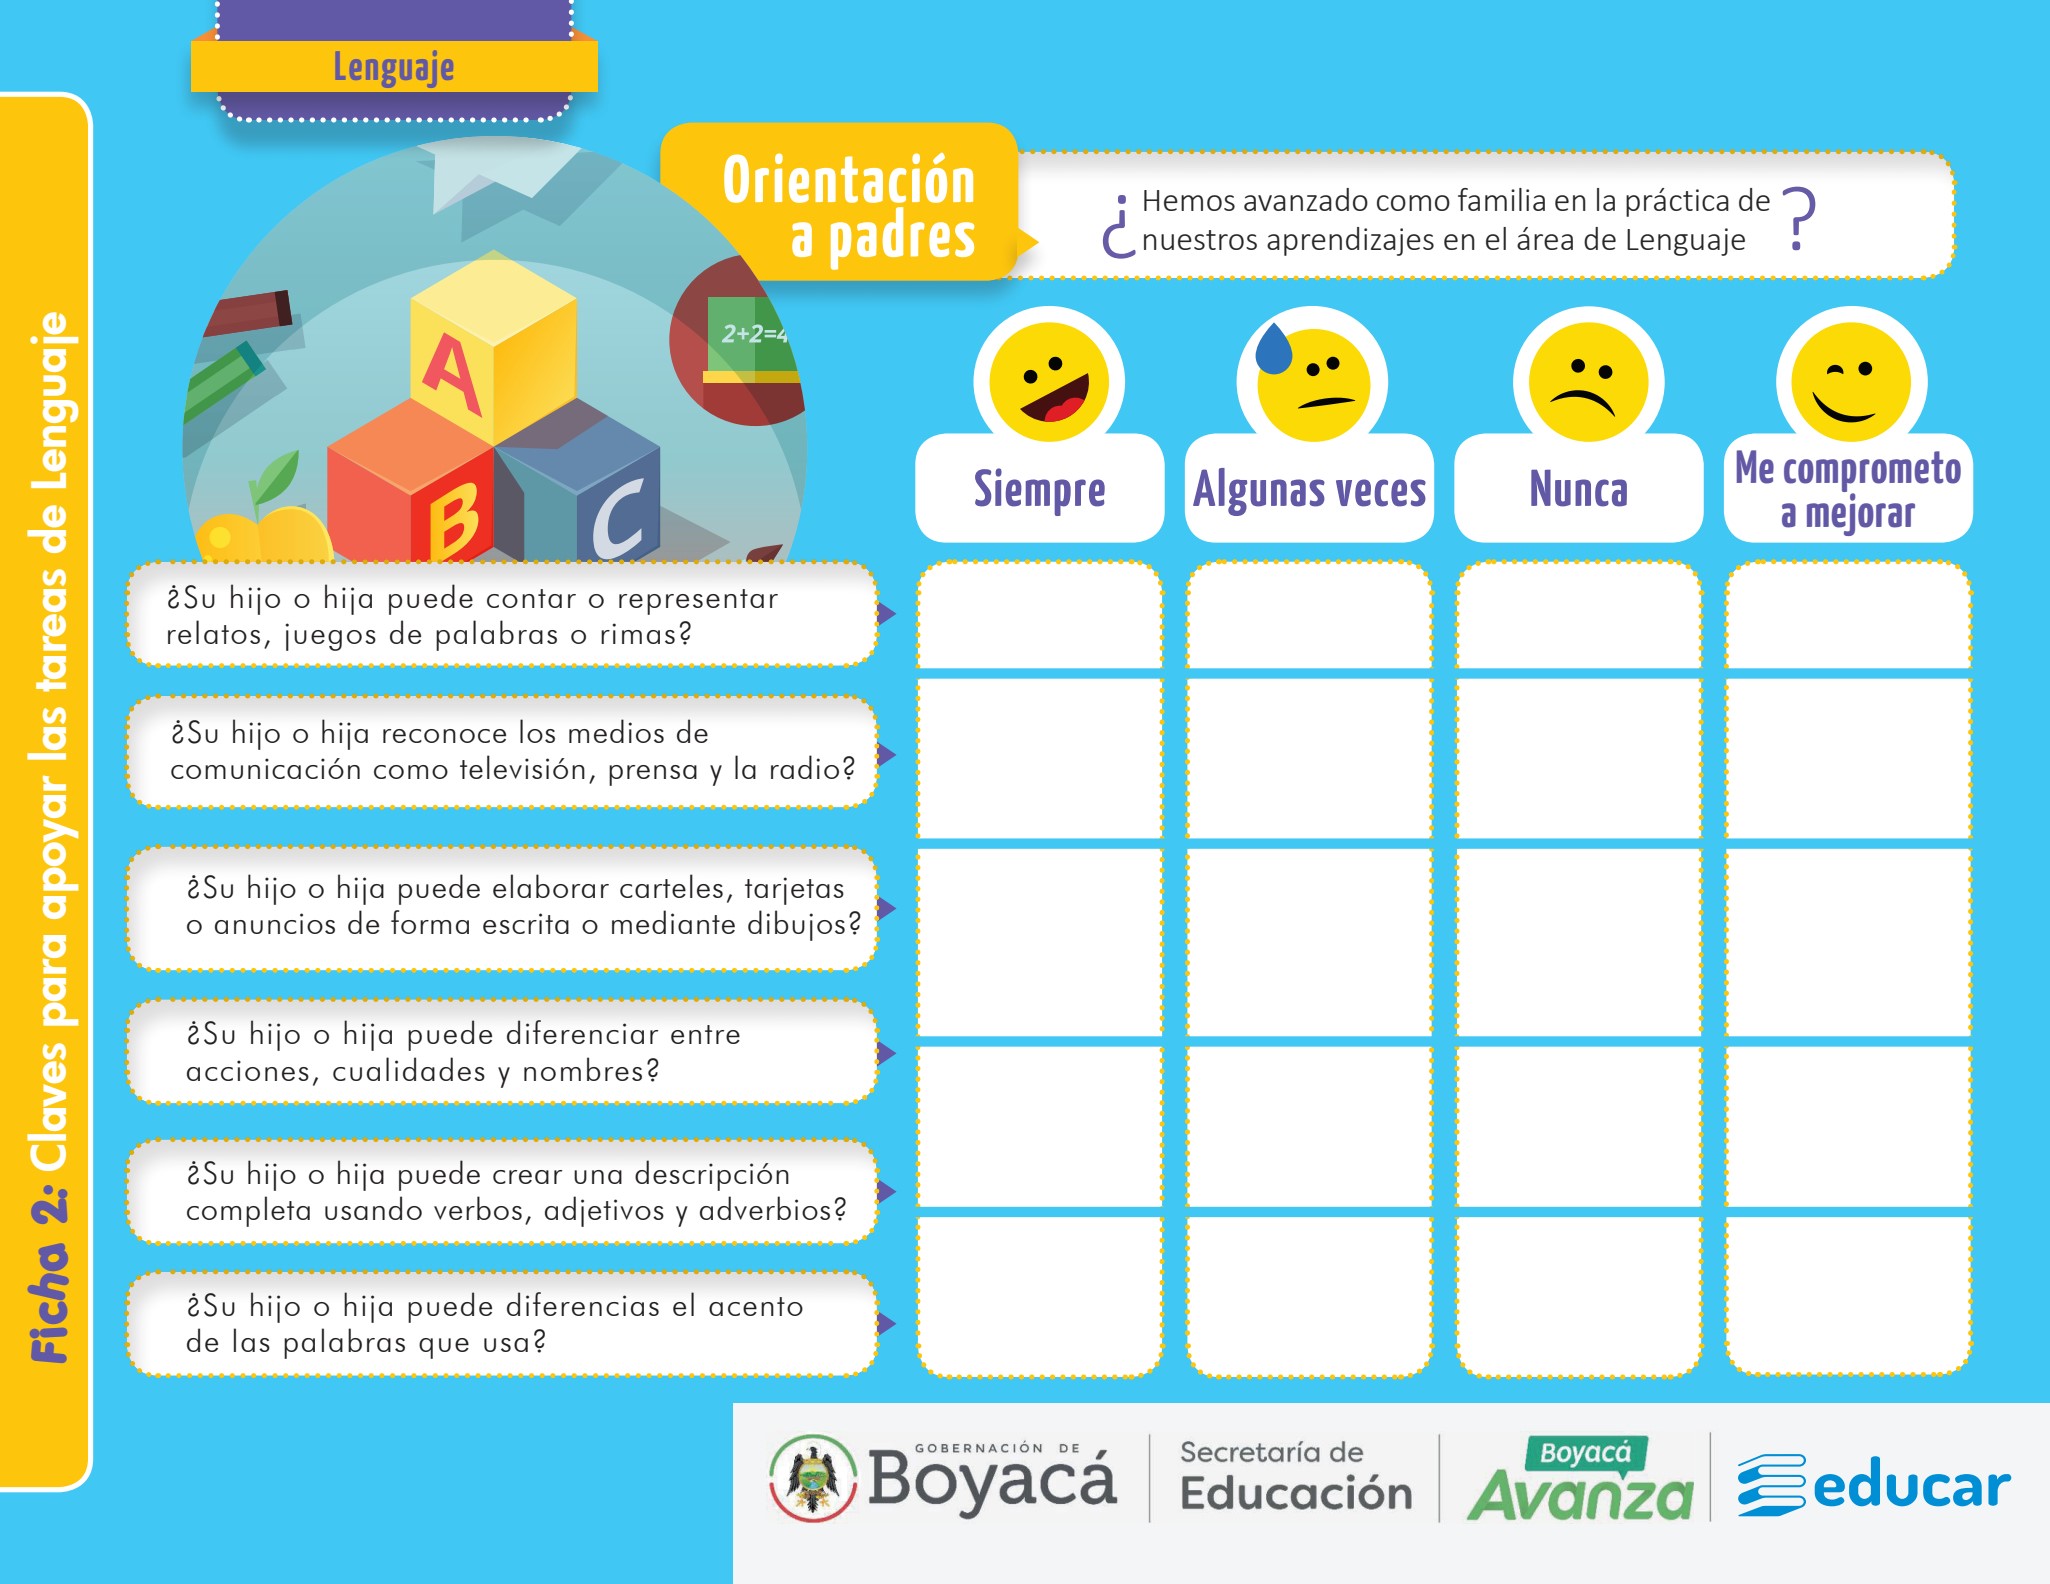 Lenguaje
Orientación
a padres
¿Hemos avanzado como familia en la práctica de
nuestros aprendizajes en el área de Lenguaje?
2+2=4
A
B
C
Siempre
Algunas veces
Nunca
Me comprometo
a mejorar
¿Su hijo o hija puede contar o representar
relatos, juegos de palabras o rimas?
¿Su hijo o hija reconoce los medios de
comunicación como televisión, prensa y la radio?
¿Su hijo o hija puede elaborar carteles, tarjetas
o anuncios de forma escrita o mediante dibujos?
¿Su hijo o hija puede diferenciar entre
acciones, cualidades y nombres?
¿Su hijo o hija puede crear una descripción
completa usando verbos, adjetivos y adverbios?
¿Su hijo o hija puede diferencias el acento
de las palabras que usa?
Ficha 2: Claves para apoyar las tareas de Lenguaje
GOBERNACIÓN DE
Boyacá
Secretaría de
Educación
Boyacá
Avanza
educar